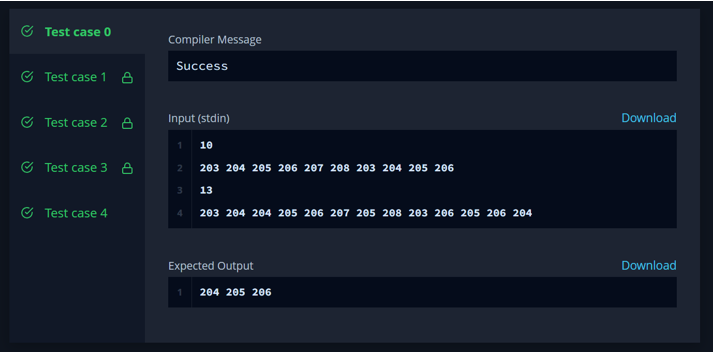 Test case 0
Test case 1
Test case 2
Test case 3
Test case 4
Compiler Message
Success
Input (stdin)
Download
1 10
2 203 204 205 206 207 208 203 204 205 206
3 13
4 203 204 204 205 206 207 205 208 203 206 205 206 204
Expected Output
Download
1 204 205 206